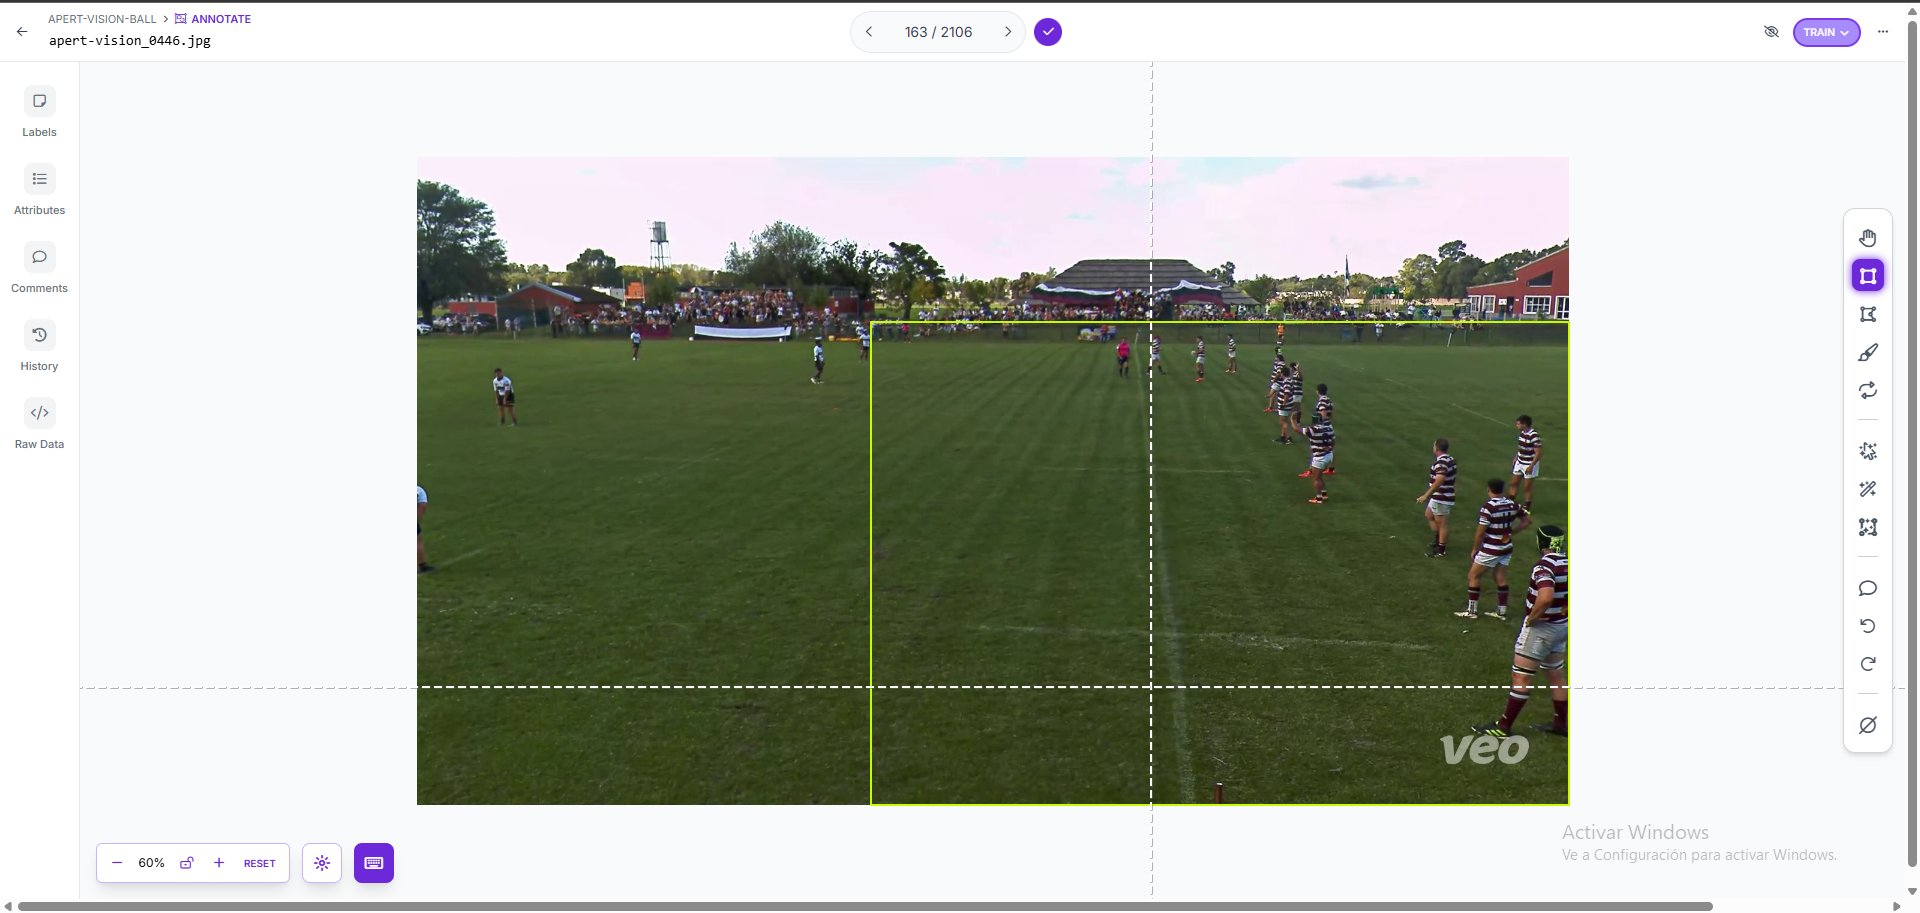 APERT-VISION-BALL > ANNOTATE
apert-vision_0446.jpg
163 / 2106
TRAIN
Labels
Attributes
Comments
History
Raw Data
veo
60%
RESET
Activar Windows
Ve a Configuración para activar Windows.